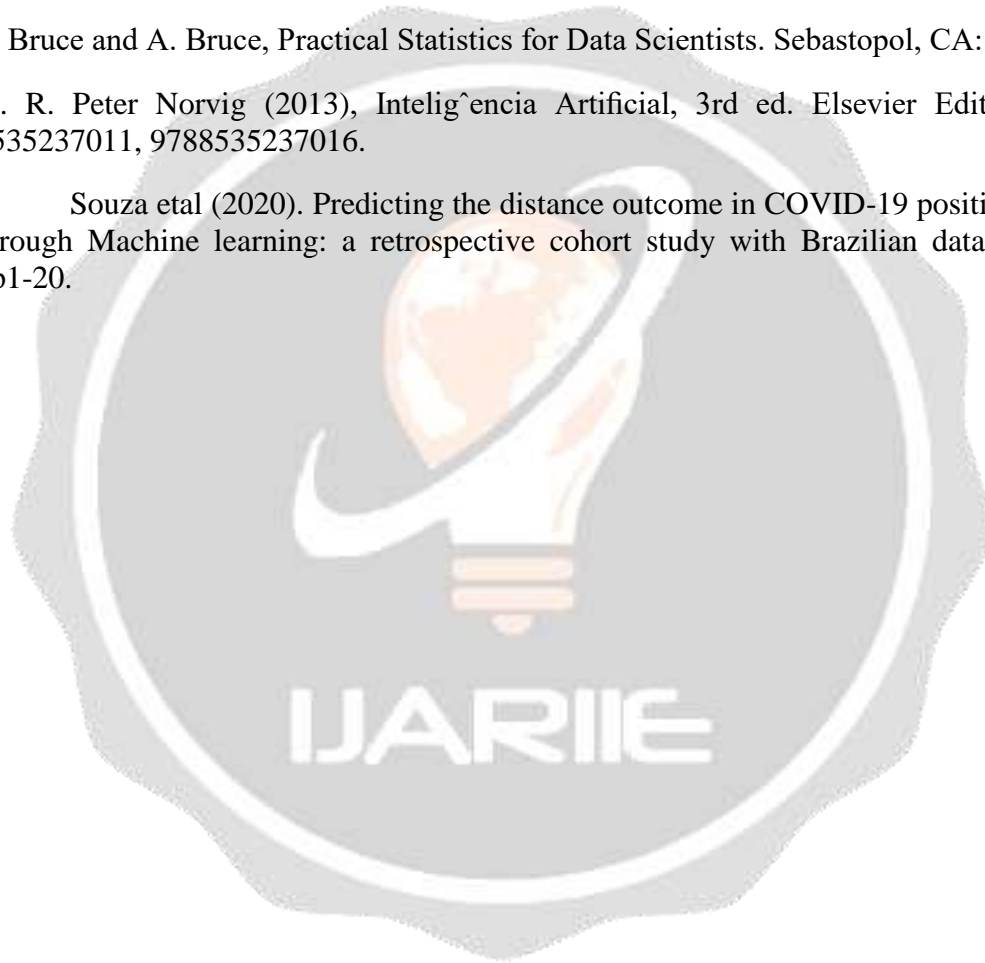 Bruce and A. Bruce, Practical Statistics for Data Scientists. Sebastopol, CA:
. R. Peter Norvig (2013), Intelig^encia Artificial, 3rd ed. Elsevier Edit
535237011, 9788535237016.
Souza etal (2020). Predicting the distance outcome in COVID-19 positi
rough Machine learning: a retrospective cohort study with Brazilian data
1-20.
IJARIIE